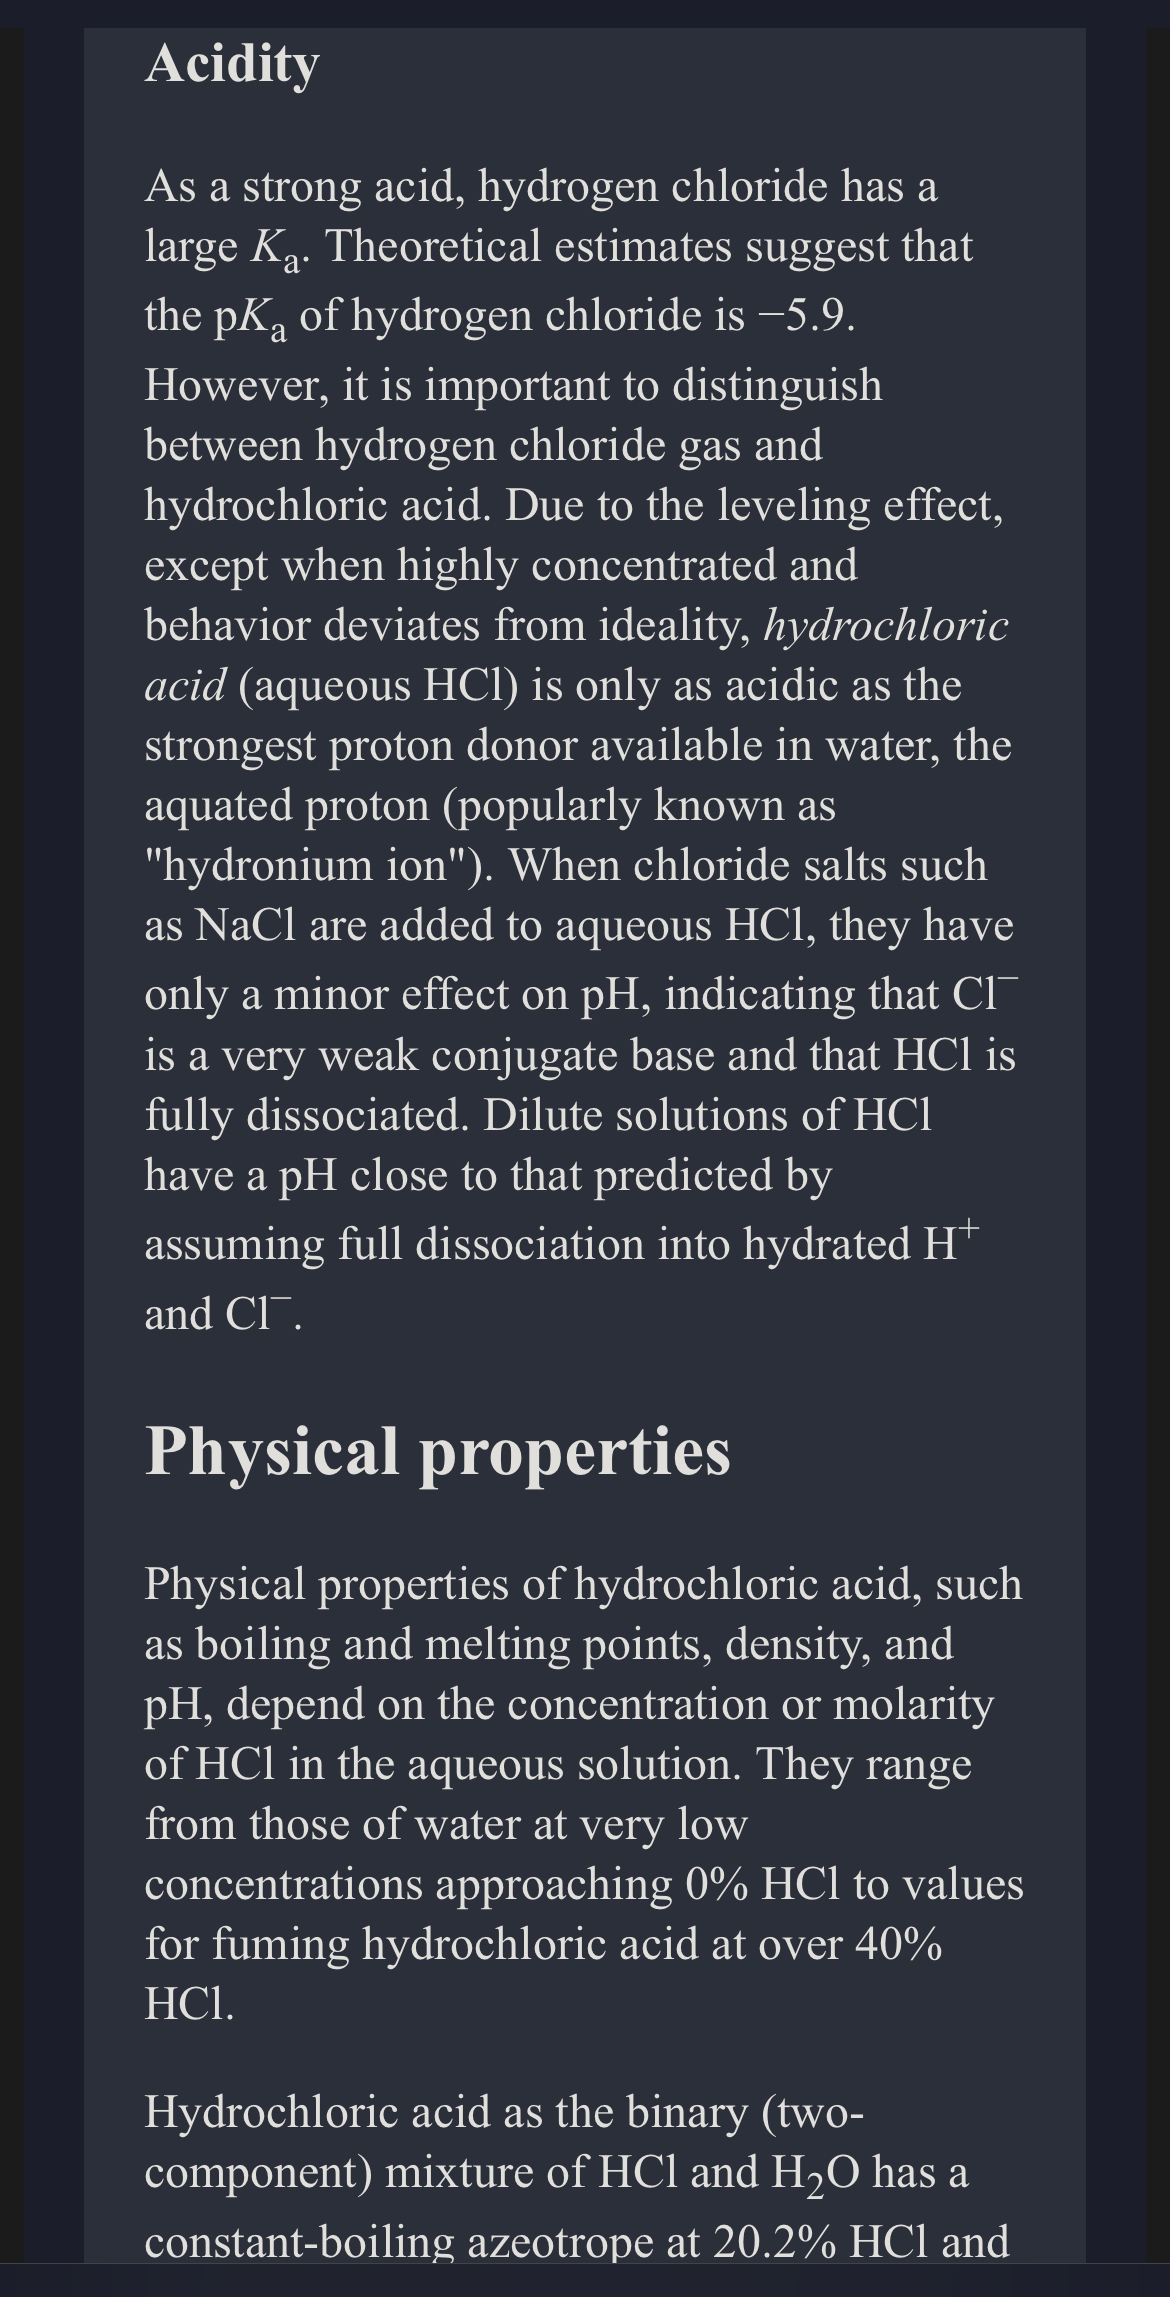 Acidity
As a strong acid, hydrogen chloride has a
large Kₐ. Theoretical estimates suggest that
the pKₐ of hydrogen chloride is −5.9.
However, it is important to distinguish
between hydrogen chloride gas and
hydrochloric acid. Due to the leveling effect,
except when highly concentrated and
behavior deviates from ideality, hydrochloric
acid (aqueous HCl) is only as acidic as the
strongest proton donor available in water, the
aquated proton (popularly known as
"hydronium ion"). When chloride salts such
as NaCl are added to aqueous HCl, they have
only a minor effect on pH, indicating that Cl⁻
is a very weak conjugate base and that HCl is
fully dissociated. Dilute solutions of HCl
have a pH close to that predicted by
assuming full dissociation into hydrated H⁺
and Cl⁻.
Physical properties
Physical properties of hydrochloric acid, such
as boiling and melting points, density, and
pH, depend on the concentration or molarity
of HCl in the aqueous solution. They range
from those of water at very low
concentrations approaching 0% HCl to values
for fuming hydrochloric acid at over 40%
HCl.
Hydrochloric acid as the binary (two-
component) mixture of HCl and H₂O has a
constant-boiling azeotrope at 20.2% HCl and